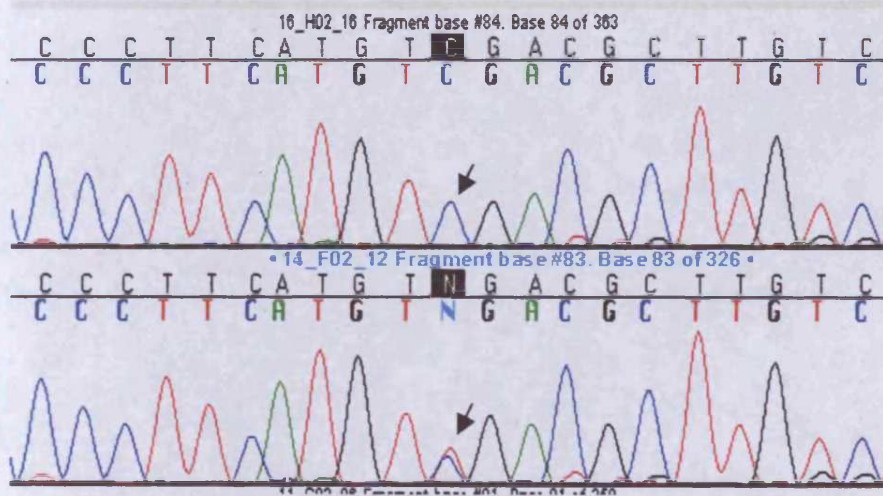 16_H02_16 Fragment base #84. Base 84 of 363
C C C T T C A T G T C G A C G C T T G T C
C C C T T C A T G T C G A C G C T T G T C
• 14_F02_12 Fragment base #83. Base 83 of 326 •
C C C T T C A T G T N G A C G C T T G T C
C C C T T C A T G T N G A C G C T T G T C